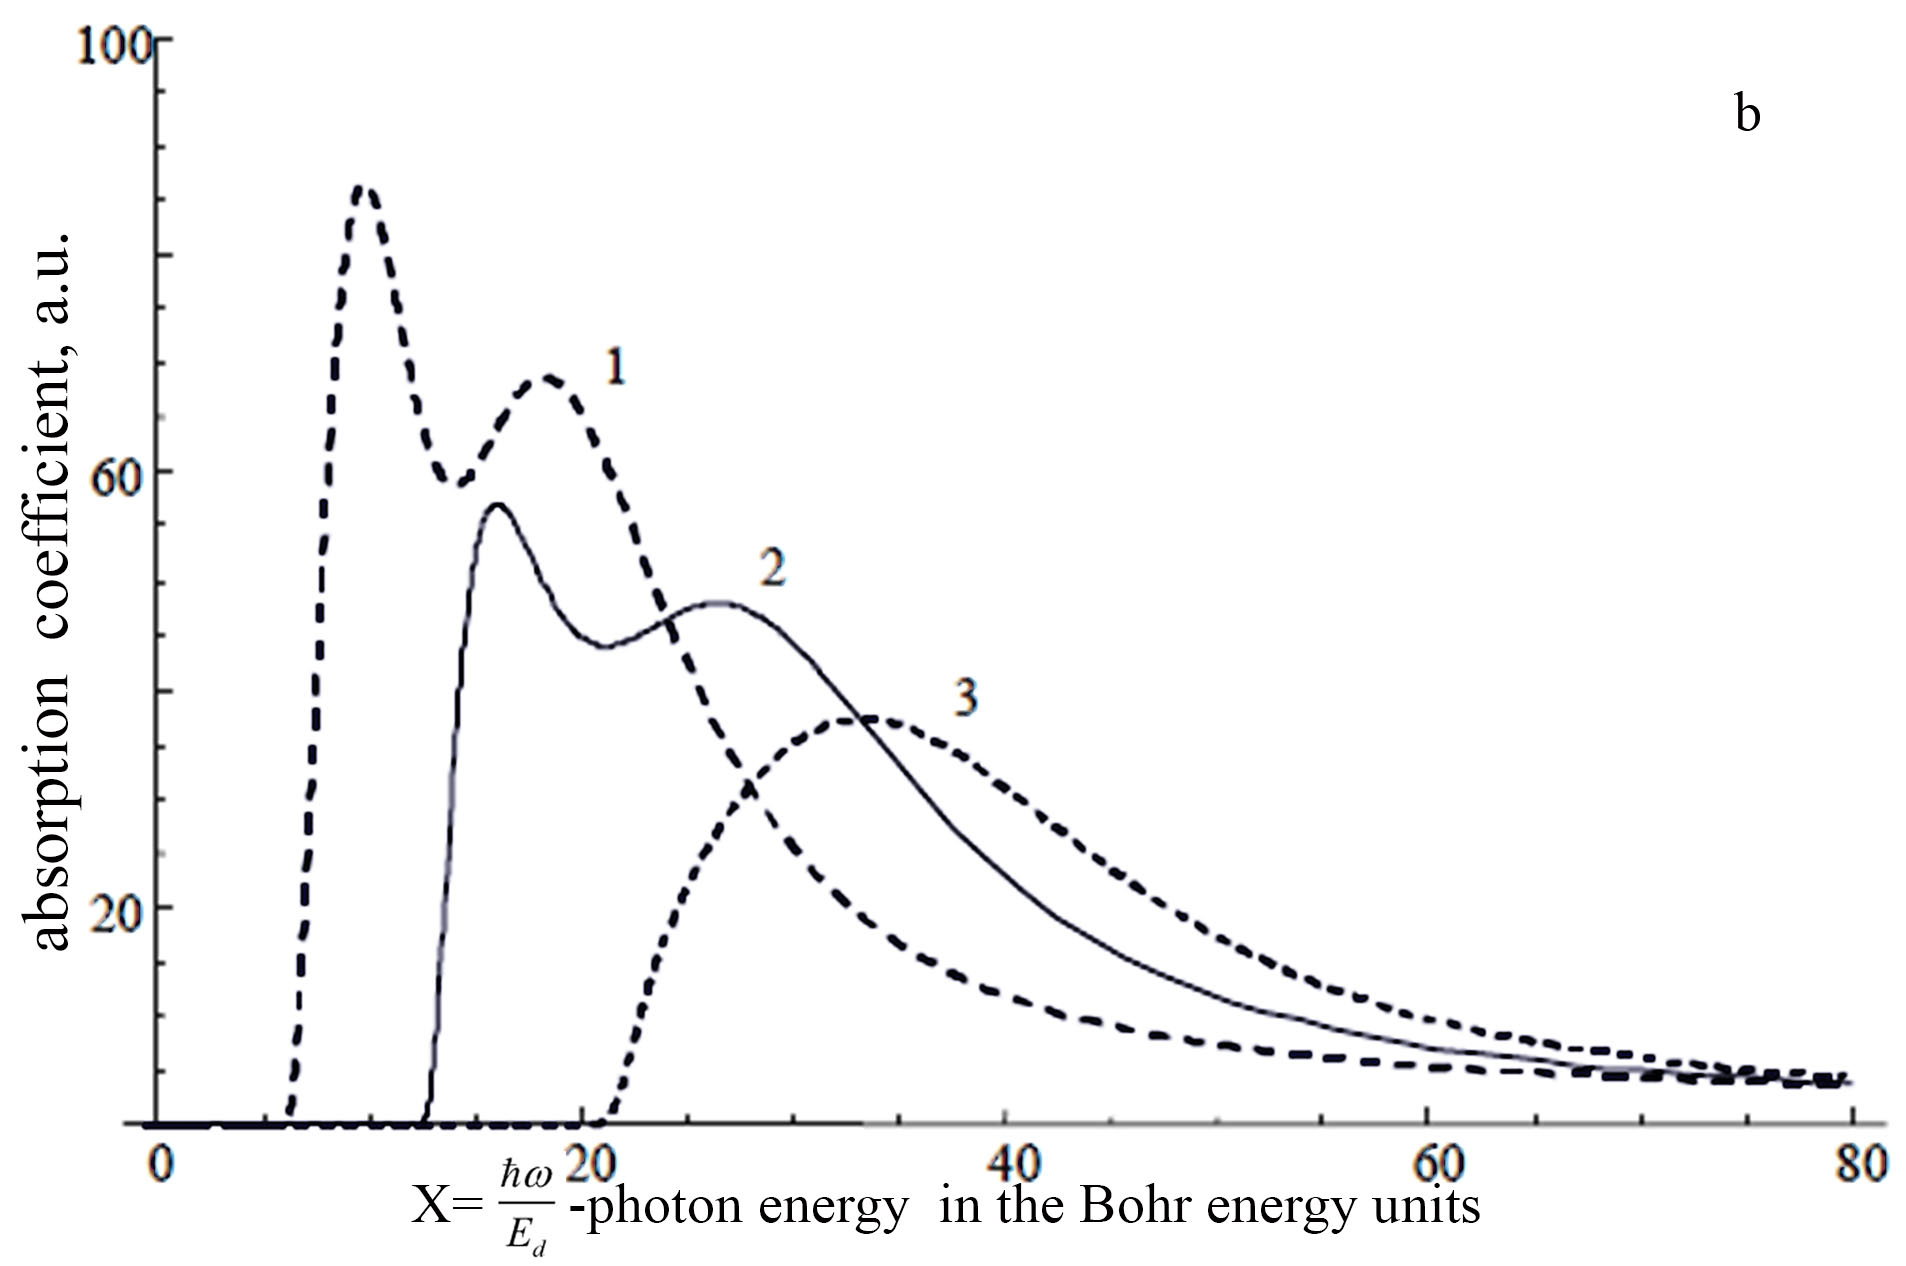 100
b
absorption coefficient, a.u.
1
60
2
3
20
0 20 40 60 80
X= ħω/E_d -photon energy in the Bohr energy units